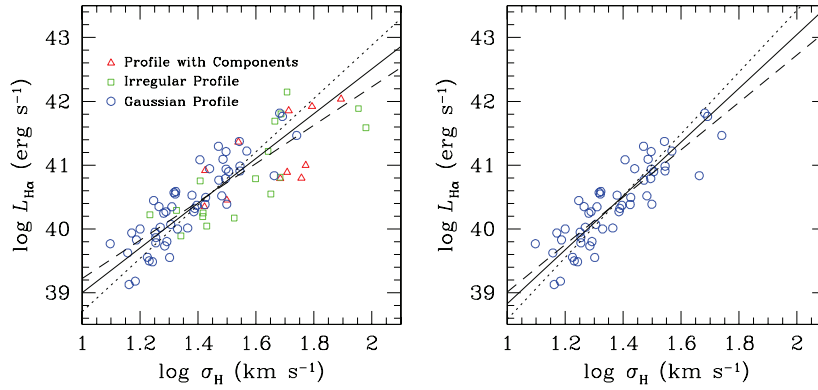 43
42
41
40
39
log L_Hα (erg s⁻¹)
Profile with Components
Irregular Profile
Gaussian Profile
1 1.2 1.4 1.6 1.8 2
log σ_H (km s⁻¹)
43
42
41
40
39
log L_Hα (erg s⁻¹)
1 1.2 1.4 1.6 1.8 2
log σ_H (km s⁻¹)